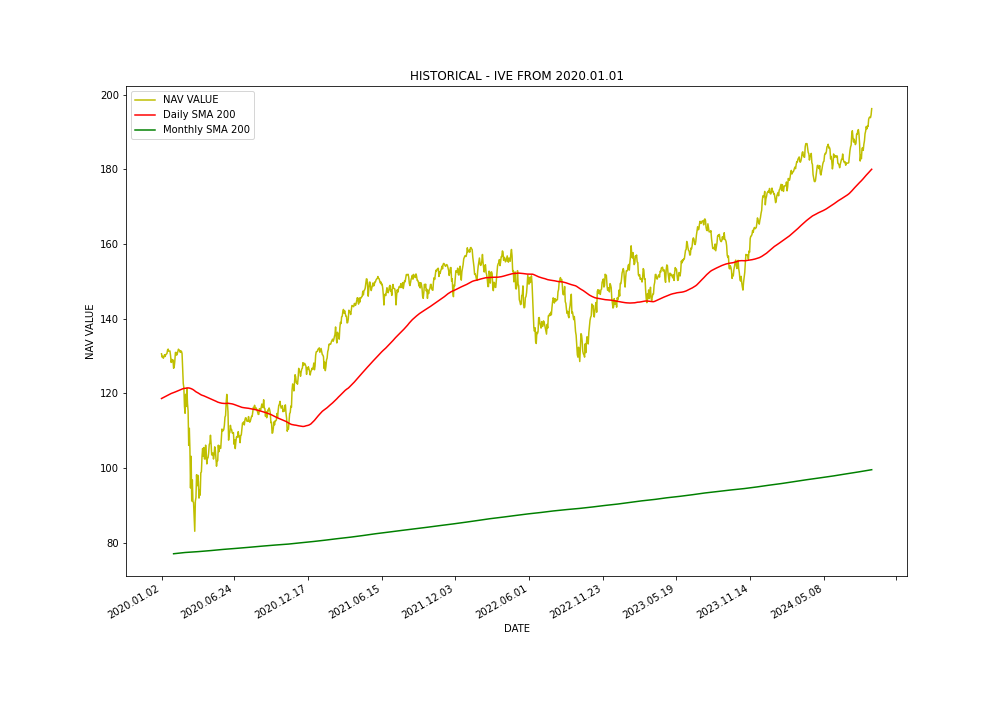 HISTORICAL - IVE FROM 2020.01.01
NAV VALUE
Daily SMA 200
Monthly SMA 200
200
180
160
140
120
100
80
NAV VALUE
2020.01.02
2020.06.24
2020.12.17
2021.06.15
2021.12.03
2022.06.01
2022.11.23
2023.05.19
2023.11.14
2024.05.08
DATE